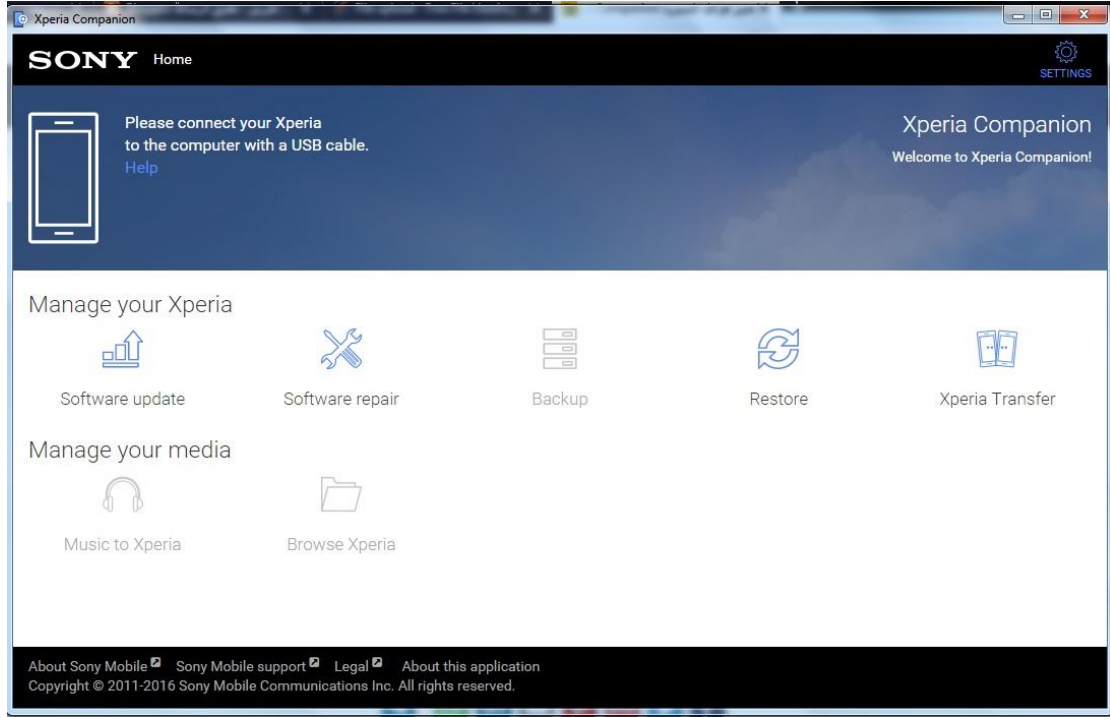 Xperia Companion
SONY Home
SETTINGS
Please connect your Xperia
to the computer with a USB cable.
Help
Xperia Companion
Welcome to Xperia Companion!
Manage your Xperia
Software update Software repair Backup Restore Xperia Transfer
Manage your media
Music to Xperia Browse Xperia
About Sony Mobile Sony Mobile support Legal About this application
Copyright © 2011-2016 Sony Mobile Communications Inc. All rights reserved.